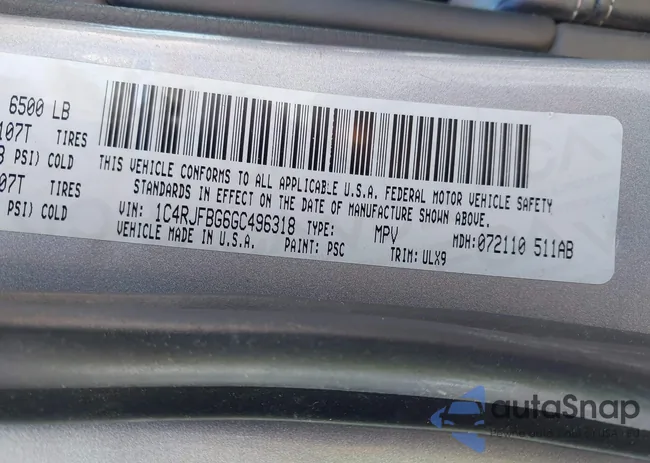 6500 LB
107T TIRES
PSI) COLD
07T TIRES
PSI) COLD
THIS VEHICLE CONFORMS TO ALL APPLICABLE U.S.A. FEDERAL MOTOR VEHICLE SAFETY
STANDARDS IN EFFECT ON THE DATE OF MANUFACTURE SHOWN ABOVE.
VIN: 1C4RJFBG6GC496318 TYPE: MPV MDH: 072110 511AB
VEHICLE MADE IN U.S.A. PAINT: PSC TRIM: ULX9
autoSnap